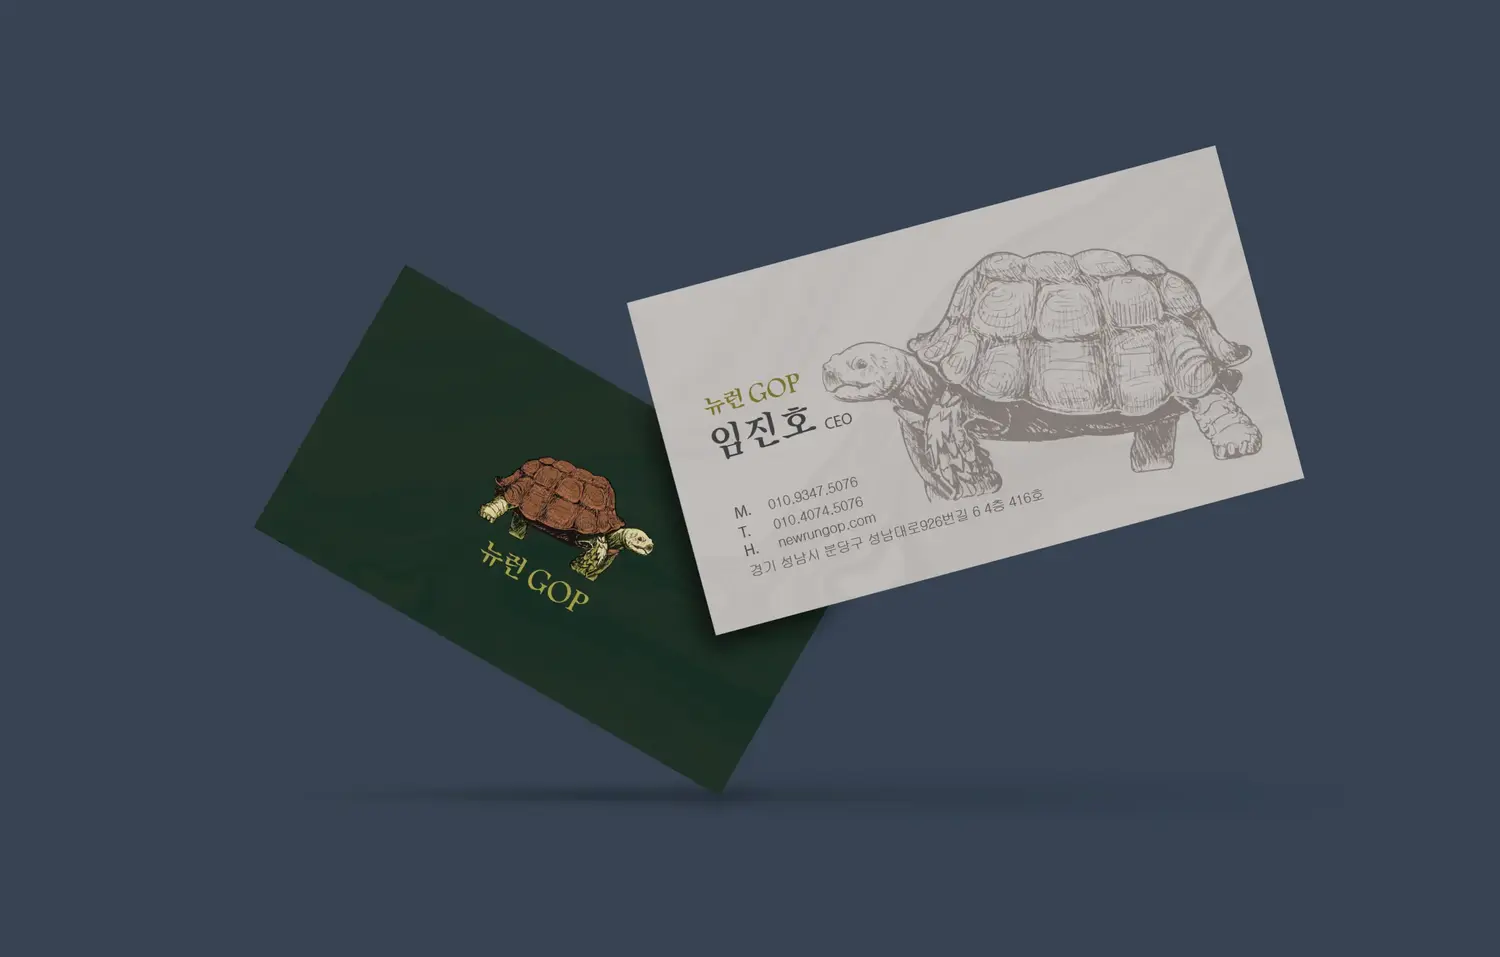 뉴런 GOP
뉴런 GOP
임진호 CEO
M. 010.9347.5076
T. 010.4074.5076
H. newrungop.com
경기 성남시 분당구 성남대로926번길 6 4층 416호